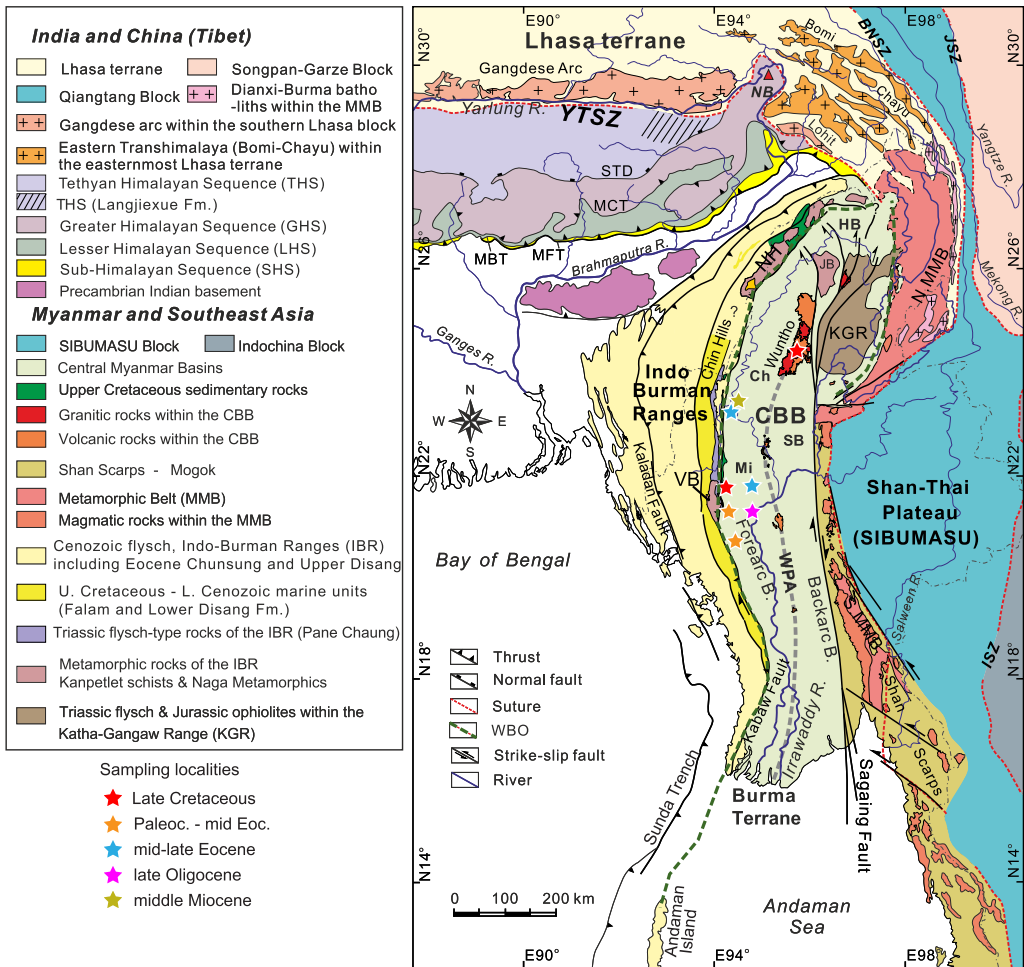 India and China (Tibet)
Lhasa terrane
Songpan-Garze Block
Qiangtang Block
Dianxi-Burma batho
-liths within the MMB
Gangdese arc within the southern Lhasa block
Eastern Transhimalaya (Bomi-Chayu) within
the easternmost Lhasa terrane
Tethyan Himalayan Sequence (THS)
THS (Langjiexue Fm.)
Greater Himalayan Sequence (GHS)
Lesser Himalayan Sequence (LHS)
Sub-Himalayan Sequence (SHS)
Precambrian Indian basement
Myanmar and Southeast Asia
SIBUMASU Block
Indochina Block
Central Myanmar Basins
Upper Cretaceous sedimentary rocks
Granitic rocks within the CBB
Volcanic rocks within the CBB
Shan Scarps - Mogok
Metamorphic Belt (MMB)
Magmatic rocks within the MMB
Cenozoic flysch, Indo-Burman Ranges (IBR)
including Eocene Chunsung and Upper Disang
U. Cretaceous - L. Cenozoic marine units
(Falam and Lower Disang Fm.)
Triassic flysch-type rocks of the IBR (Pane Chaung)
Metamorphic rocks of the IBR
Kanpetlet schists & Naga Metamorphics
Triassic flysch & Jurassic ophiolites within the
Katha-Gangaw Range (KGR)
Sampling localities
Late Cretaceous
Paleoc. - mid Eoc.
mid-late Eocene
late Oligocene
middle Miocene
E90°
E94°
E98°
N30°
N30°
Lhasa terrane
Bomi
BNSZ
JSZ
Gangdese Arc
NB
Chayu
Yarlung R.
YTSZ
Lohit
Yangtze R.
STD
MCT
HB
N26°
N26°
MBT
MFT
Brahmaputra R.
NH
JB
N MMB
Mekong R.
Ganges R.
Chin Hills ?
Wuntho
KGR
N
W
E
S
Indo
Burman
Ranges
Ch
CBB
SB
N22°
N22°
Kaladan Fault
VB
Mi
Shan-Thai
Plateau
(SIBUMASU)
Bay of Bengal
Forearc B.
WPA
Backarc B.
S MMB
Salween R.
ISZ
N18°
N18°
Shan
Scarps
Thrust
Normal fault
Suture
WBO
Strike-slip fault
River
Kabaw Fault
Irrawaddy R.
Sunda Trench
Burma
Terrane
Sagaing Fault
N14°
N14°
0
100
200 km
Andaman
Island
Andaman
Sea
E90°
E94°
E98°